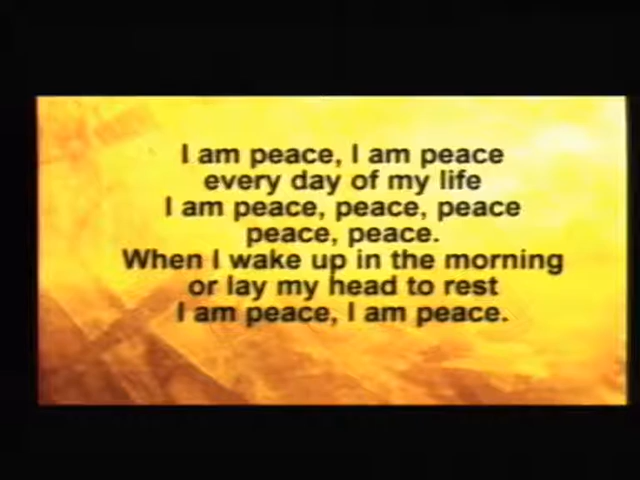 I am peace, I am peace
every day of my life
I am peace, peace, peace
peace, peace.
When I wake up in the morning
or lay my head to rest
I am peace, I am peace.